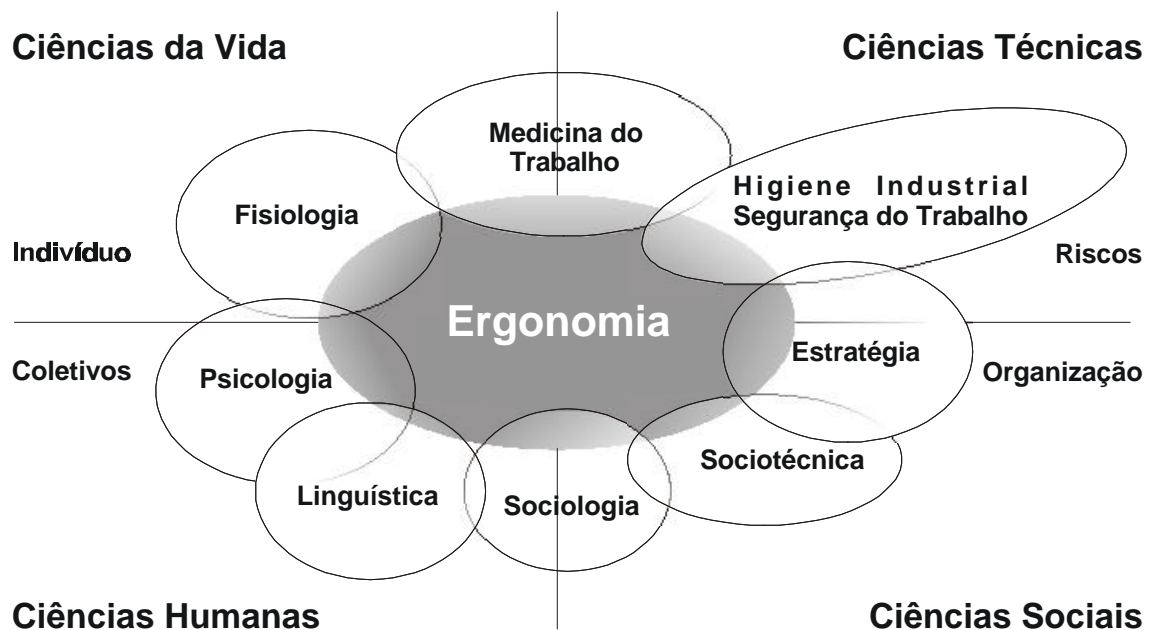 Ciências da Vida
Ciências Técnicas
Medicina do
Trabalho
Higiene Industrial
Segurança do Trabalho
Fisiologia
Indivíduo
Riscos
Ergonomia
Coletivos
Psicologia
Estratégia
Organização
Sociotécnica
Linguística
Sociologia
Ciências Humanas
Ciências Sociais